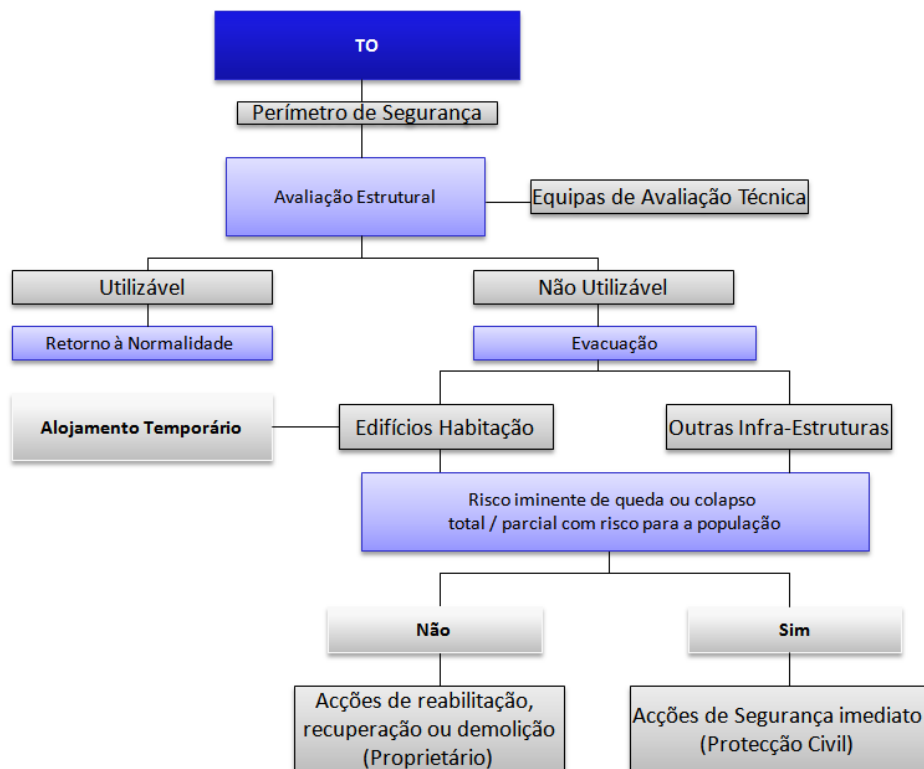 TO
Perímetro de Segurança
Avaliação Estrutural
Equipas de Avaliação Técnica
Utilizável
Não Utilizável
Retorno à Normalidade
Evacuação
Alojamento Temporário
Edifícios Habitação
Outras Infra-Estruturas
Risco iminente de queda ou colapso
total / parcial com risco para a população
Não
Sim
Acções de reabilitação,
recuperação ou demolição
(Proprietário)
Acções de Segurança imediato
(Protecção Civil)